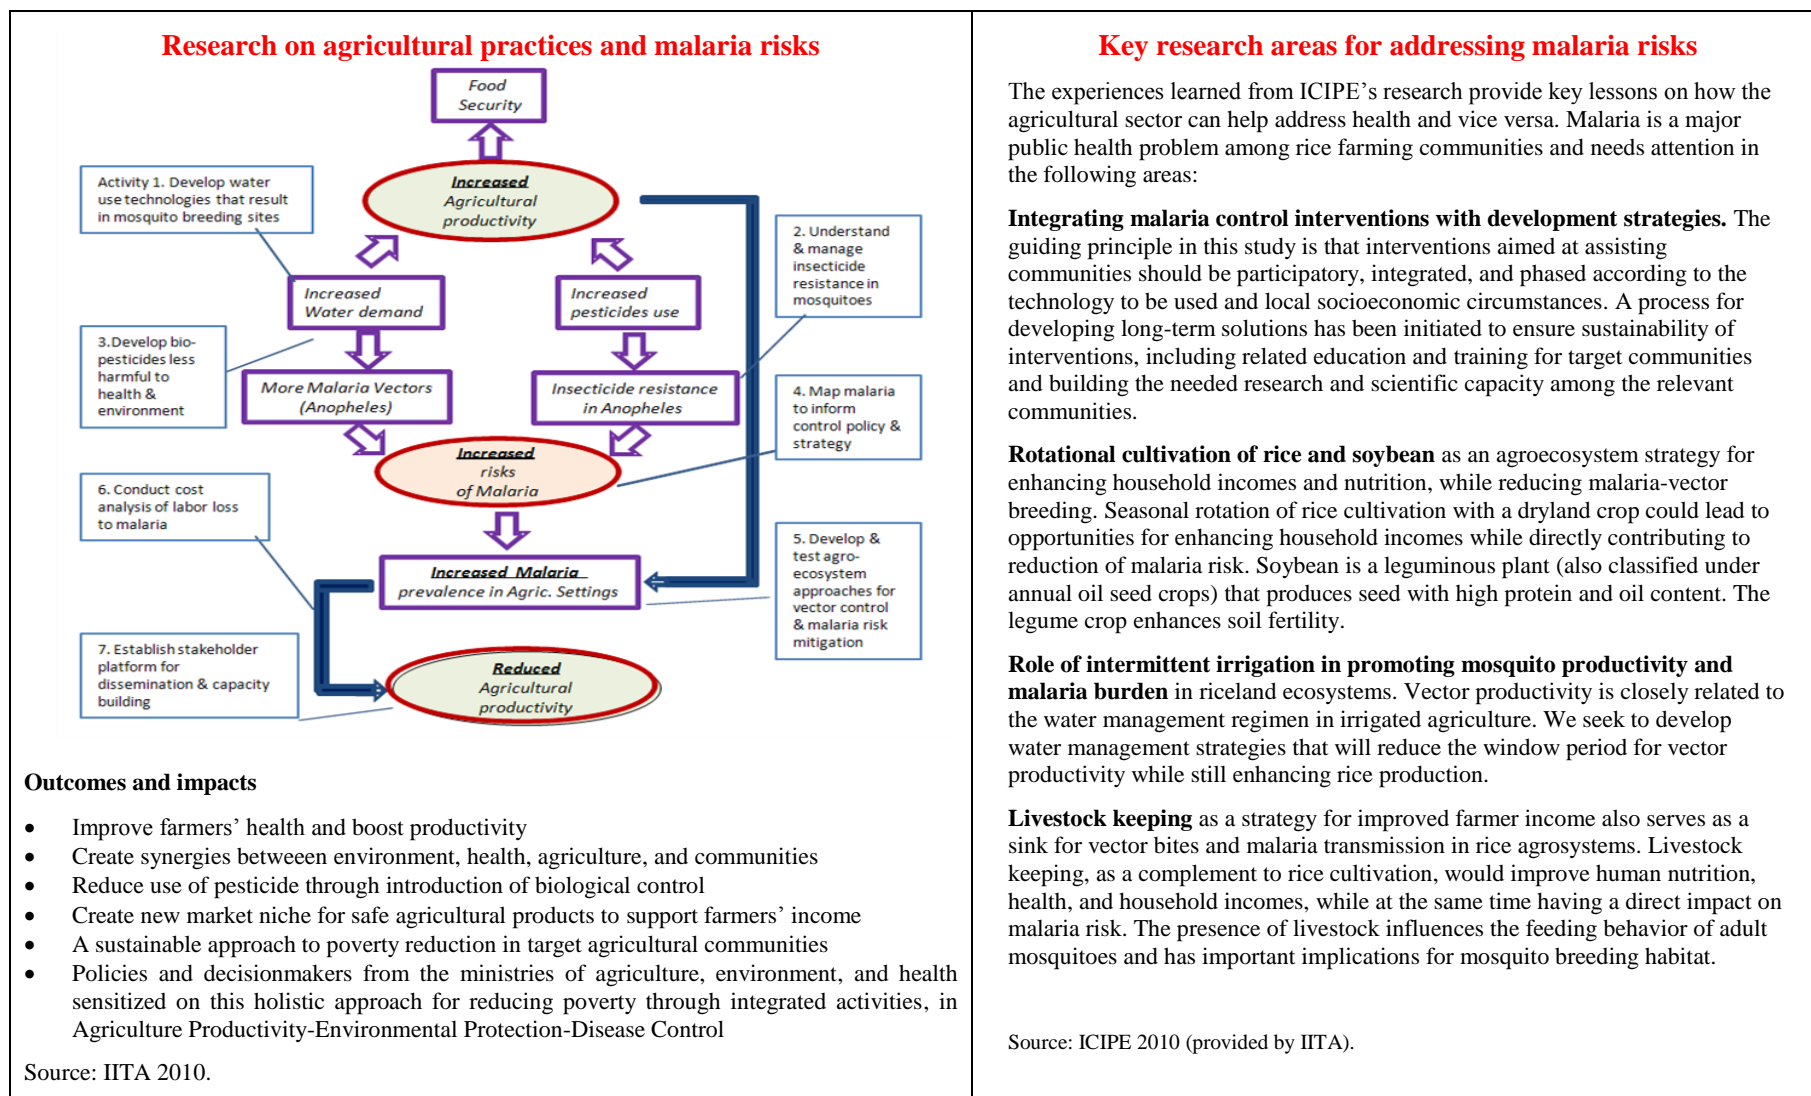 Research on agricultural practices and malaria risks
Food
Security
Increased
Agricultural
productivity
Activity 1. Develop water
use technologies that result
in mosquito breeding sites
2. Understand
& manage
insecticide
resistance in
mosquitoes
Increased
Water demand
Increased
pesticides use
3.Develop bio-
pesticides less
harmful to
health &
environment
More Malaria Vectors
(Anopheles)
Insecticide resistance
in Anopheles
4. Map malaria
to inform
control policy &
strategy
Increased
risks
of Malaria
6. Conduct cost
analysis of labor loss
to malaria
Increased Malaria
prevalence in Agric. Settings
5. Develop &
test agro-
ecosystem
approaches for
vector control
& malaria risk
mitigation
7. Establish stakeholder
platform for
dissemination & capacity
building
Reduced
Agricultural
productivity
Outcomes and impacts
• Improve farmers’ health and boost productivity
• Create synergies betweeen environment, health, agriculture, and communities
• Reduce use of pesticide through introduction of biological control
• Create new market niche for safe agricultural products to support farmers’ income
• A sustainable approach to poverty reduction in target agricultural communities
• Policies and decisionmakers from the ministries of agriculture, environment, and health
sensitized on this holistic approach for reducing poverty through integrated activities, in
Agriculture Productivity-Environmental Protection-Disease Control
Source: IITA 2010.
Key research areas for addressing malaria risks
The experiences learned from ICIPE’s research provide key lessons on how the
agricultural sector can help address health and vice versa. Malaria is a major
public health problem among rice farming communities and needs attention in
the following areas:
Integrating malaria control interventions with development strategies. The
guiding principle in this study is that interventions aimed at assisting
communities should be participatory, integrated, and phased according to the
technology to be used and local socioeconomic circumstances. A process for
developing long-term solutions has been initiated to ensure sustainability of
interventions, including related education and training for target communities
and building the needed research and scientific capacity among the relevant
communities.
Rotational cultivation of rice and soybean as an agroecosystem strategy for
enhancing household incomes and nutrition, while reducing malaria-vector
breeding. Seasonal rotation of rice cultivation with a dryland crop could lead to
opportunities for enhancing household incomes while directly contributing to
reduction of malaria risk. Soybean is a leguminous plant (also classified under
annual oil seed crops) that produces seed with high protein and oil content. The
legume crop enhances soil fertility.
Role of intermittent irrigation in promoting mosquito productivity and
malaria burden in riceland ecosystems. Vector productivity is closely related to
the water management regimen in irrigated agriculture. We seek to develop
water management strategies that will reduce the window period for vector
productivity while still enhancing rice production.
Livestock keeping as a strategy for improved farmer income also serves as a
sink for vector bites and malaria transmission in rice agrosystems. Livestock
keeping, as a complement to rice cultivation, would improve human nutrition,
health, and household incomes, while at the same time having a direct impact on
malaria risk. The presence of livestock influences the feeding behavior of adult
mosquitoes and has important implications for mosquito breeding habitat.
Source: ICIPE 2010 (provided by IITA).